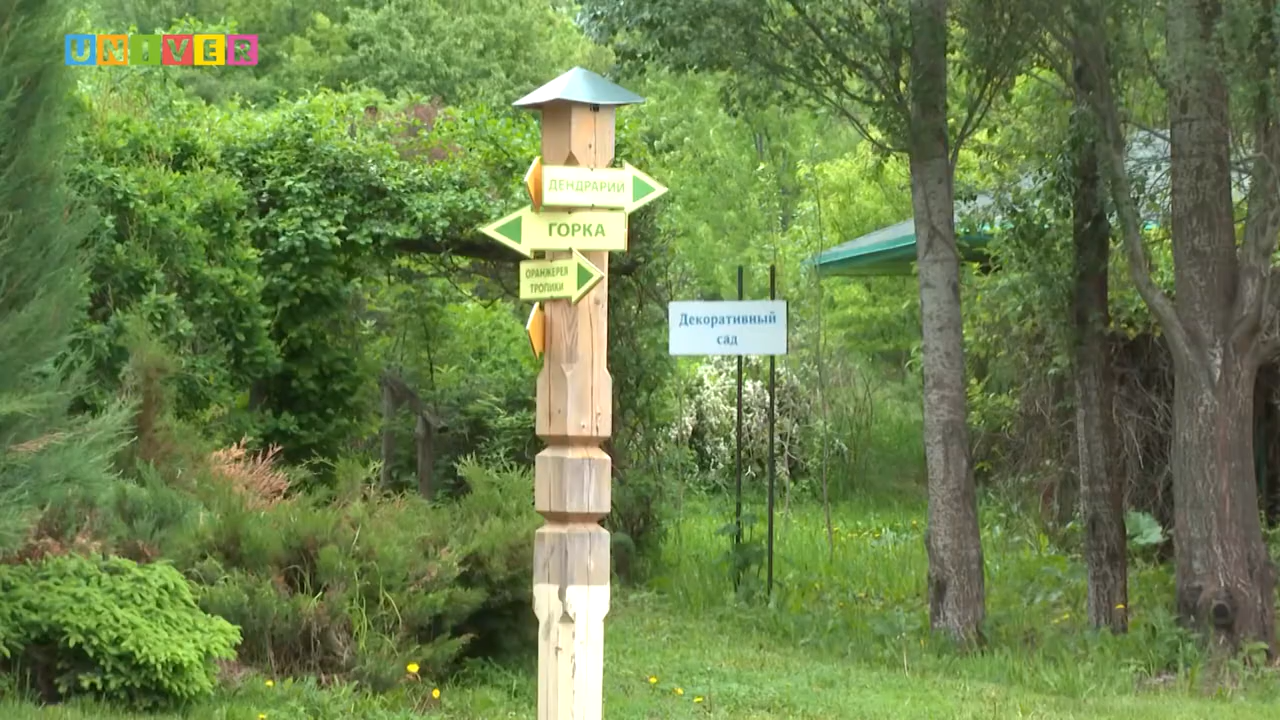 UNIVER
ДЕНДРАРИЙ
ГОРКА
ОРАНЖЕРЕЯ
ТРОПИКИ
Декоративный
сад